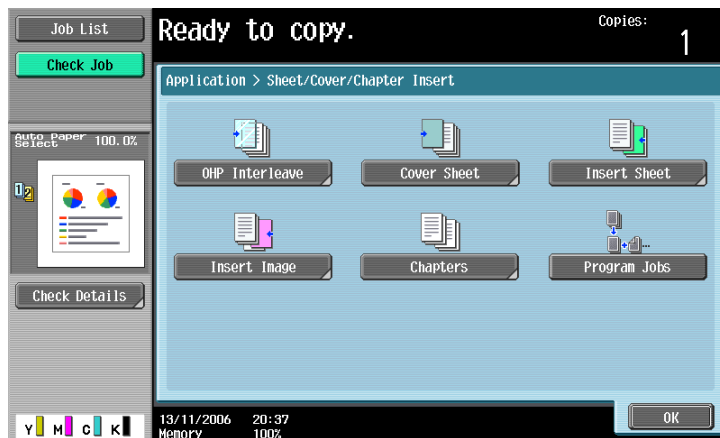 Job List
Check Job
Ready to copy.
Copies:
1
Application > Sheet/Cover/Chapter Insert
Auto Paper
Select
100.0%
1 2
OHP Interleave
Cover Sheet
Insert Sheet
Insert Image
Chapters
Program Jobs
Check Details
Y M C K
13/11/2006 20:37
Memory 100%
OK